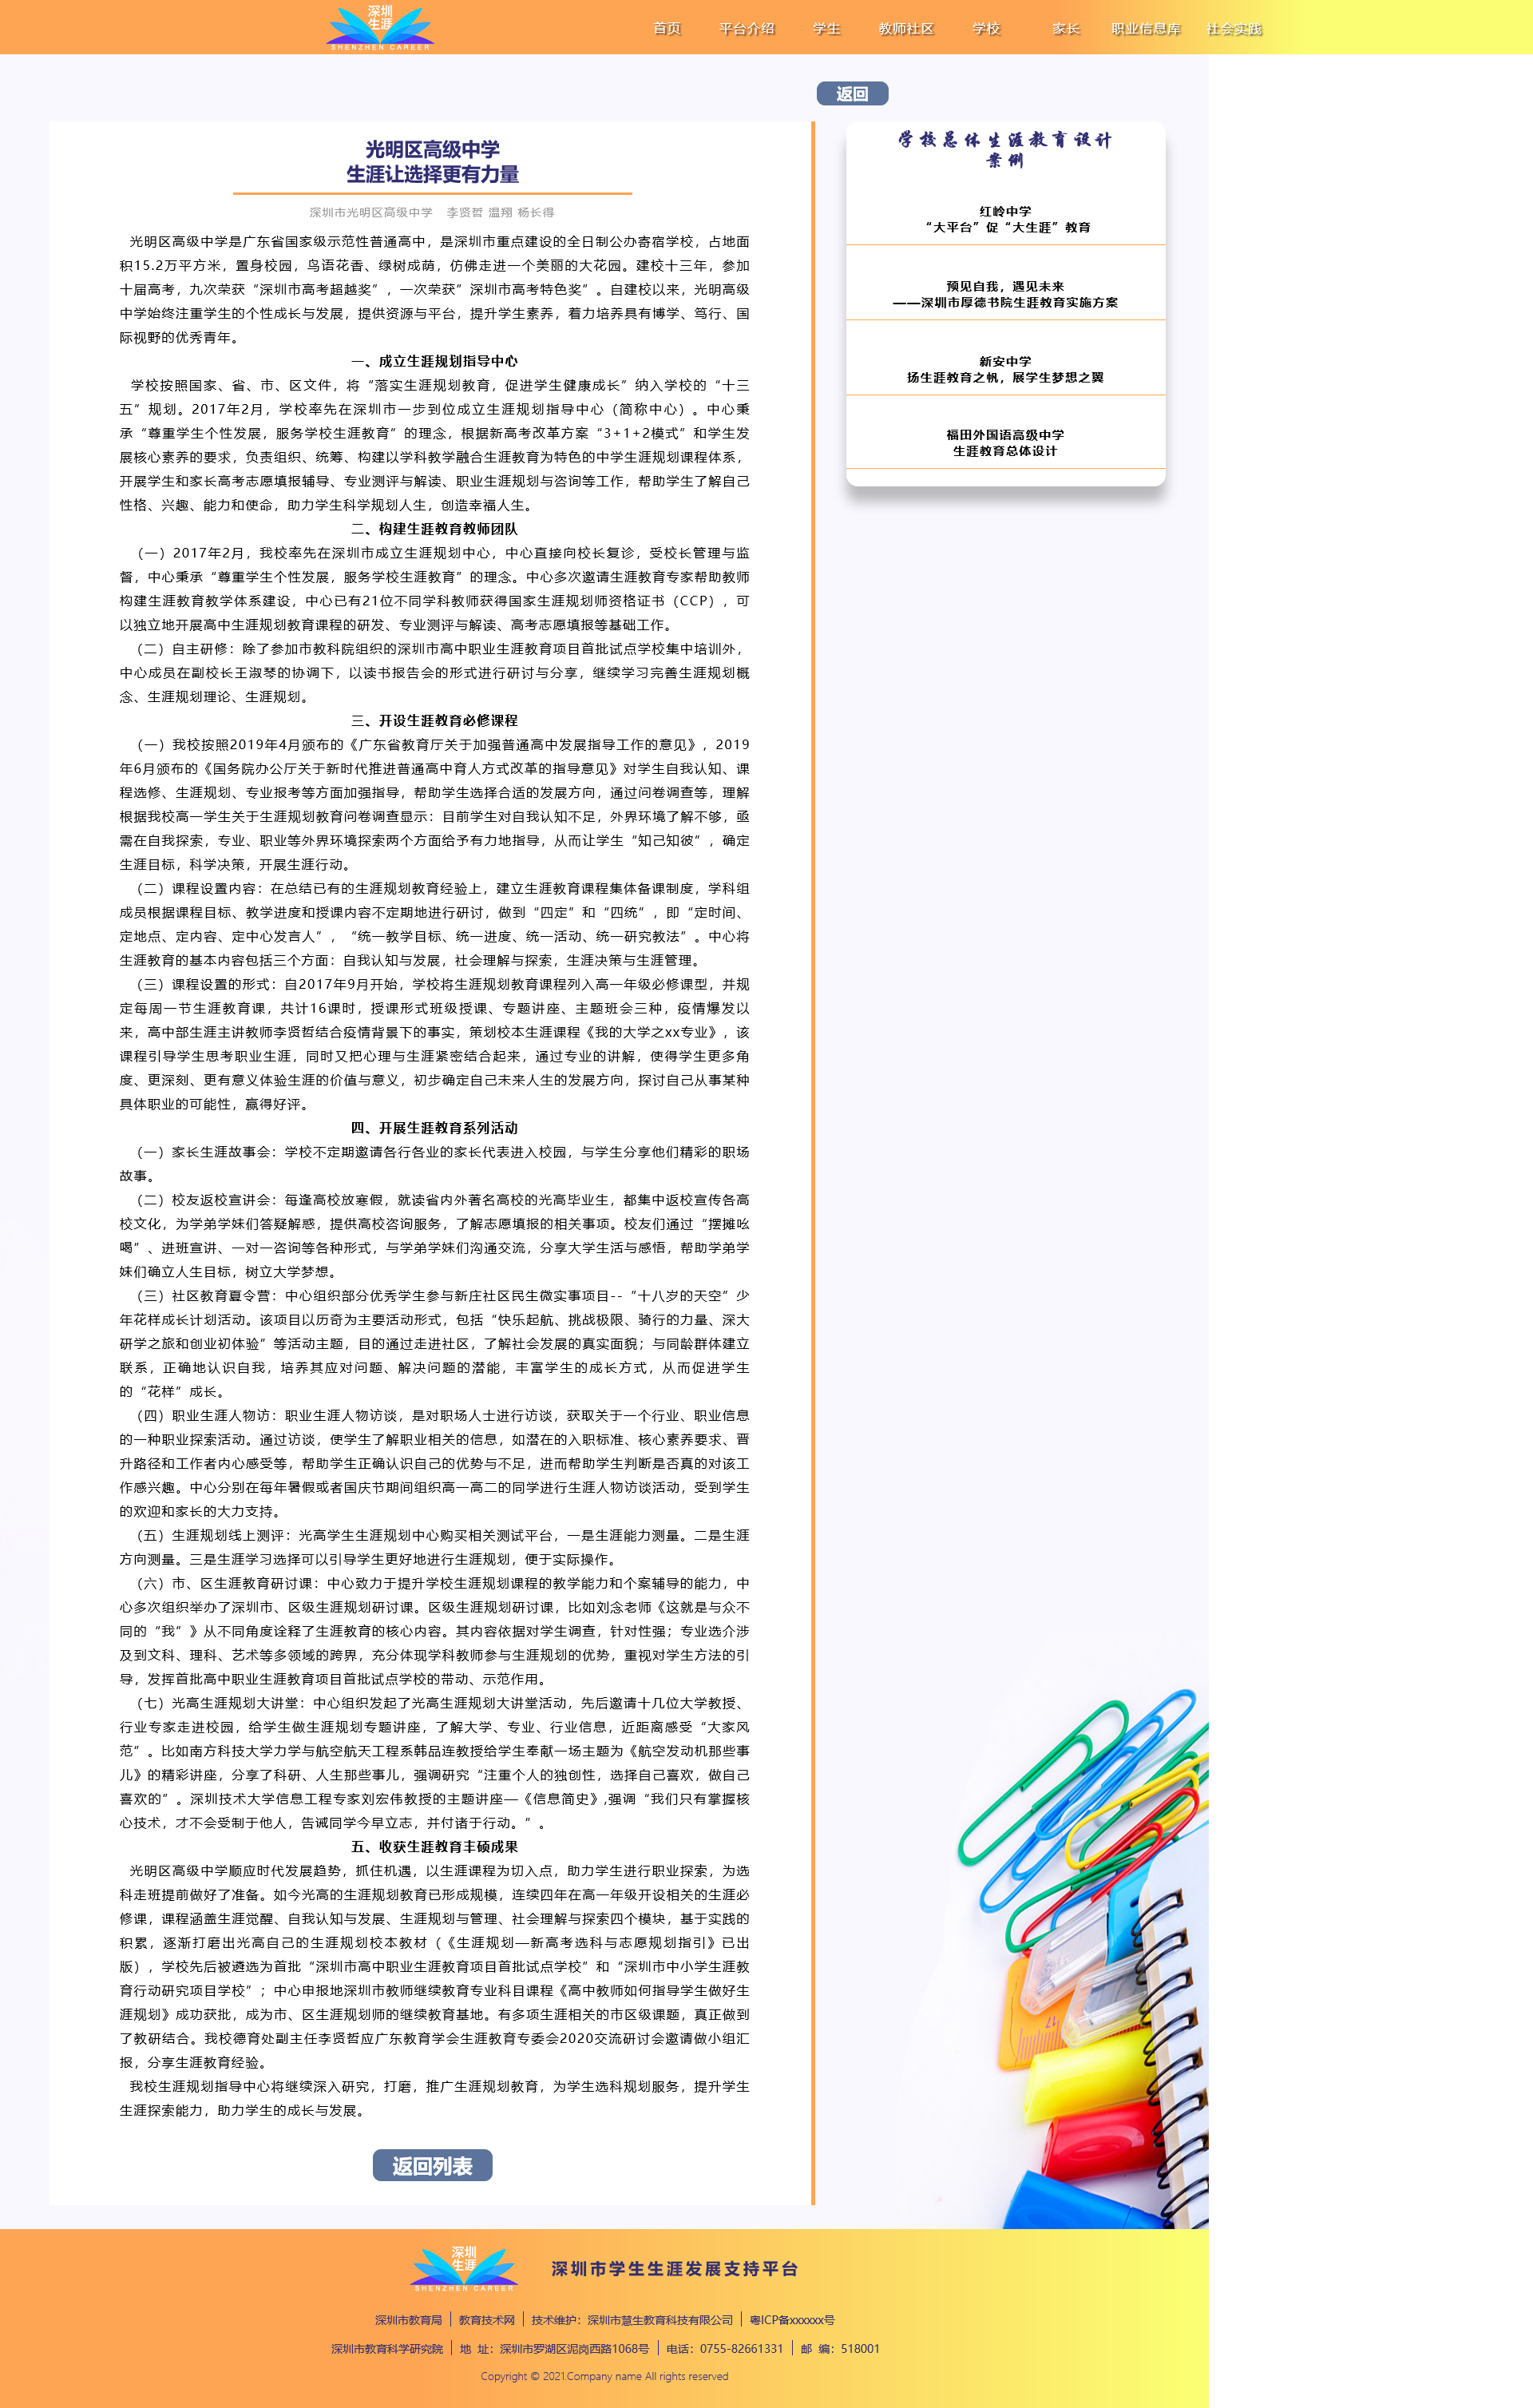 深圳
生涯
SHENZHEN CAREER
首页 平台介绍 学生 教师社区 学校 家长 职业信息库 社会实践
返回
光明区高级中学
生涯让选择更有力量
深圳市光明区高级中学 李贤哲 温翔 杨长得
光明区高级中学是广东省国家级示范性普通高中，是深圳市重点建设的全日制公办寄宿学校，占地面
积15.2万平方米，置身校园，鸟语花香、绿树成荫，仿佛走进一个美丽的大花园。建校十三年，参加
十届高考，九次荣获“深圳市高考超越奖”，一次荣获”深圳市高考特色奖”。自建校以来，光明高级
中学始终注重学生的个性成长与发展，提供资源与平台，提升学生素养，着力培养具有博学、笃行、国
际视野的优秀青年。
一、成立生涯规划指导中心
学校按照国家、省、市、区文件，将“落实生涯规划教育，促进学生健康成长”纳入学校的“十三
五”规划。2017年2月，学校率先在深圳市一步到位成立生涯规划指导中心（简称中心）。中心秉
承“尊重学生个性发展，服务学校生涯教育”的理念，根据新高考改革方案“3+1+2模式”和学生发
展核心素养的要求，负责组织、统筹、构建以学科教学融合生涯教育为特色的中学生涯规划课程体系，
开展学生和家长高考志愿填报辅导、专业测评与解读、职业生涯规划与咨询等工作，帮助学生了解自己
性格、兴趣、能力和使命，助力学生科学规划人生，创造幸福人生。
二、构建生涯教育教师团队
（一）2017年2月，我校率先在深圳市成立生涯规划中心，中心直接向校长复诊，受校长管理与监
督，中心秉承“尊重学生个性发展，服务学校生涯教育”的理念。中心多次邀请生涯教育专家帮助教师
构建生涯教育教学体系建设，中心已有21位不同学科教师获得国家生涯规划师资格证书（CCP），可
以独立地开展高中生涯规划教育课程的研发、专业测评与解读、高考志愿填报等基础工作。
（二）自主研修：除了参加市教科院组织的深圳市高中职业生涯教育项目首批试点学校集中培训外，
中心成员在副校长王淑琴的协调下，以读书报告会的形式进行研讨与分享，继续学习完善生涯规划概
念、生涯规划理论、生涯规划。
三、开设生涯教育必修课程
（一）我校按照2019年4月颁布的《广东省教育厅关于加强普通高中发展指导工作的意见》，2019
年6月颁布的《国务院办公厅关于新时代推进普通高中育人方式改革的指导意见》对学生自我认知、课
程选修、生涯规划、专业报考等方面加强指导，帮助学生选择合适的发展方向，通过问卷调查等，理解
根据我校高一学生关于生涯规划教育问卷调查显示：目前学生对自我认知不足，外界环境了解不够，亟
需在自我探索，专业、职业等外界环境探索两个方面给予有力地指导，从而让学生“知己知彼”，确定
生涯目标，科学决策，开展生涯行动。
（二）课程设置内容：在总结已有的生涯规划教育经验上，建立生涯教育课程集体备课制度，学科组
成员根据课程目标、教学进度和授课内容不定期地进行研讨，做到“四定”和“四统”，即“定时间、
定地点、定内容、定中心发言人”，“统一教学目标、统一进度、统一活动、统一研究教法”。中心将
生涯教育的基本内容包括三个方面：自我认知与发展，社会理解与探索，生涯决策与生涯管理。
（三）课程设置的形式：自2017年9月开始，学校将生涯规划教育课程列入高一年级必修课型，并规
定每周一节生涯教育课，共计16课时，授课形式班级授课、专题讲座、主题班会三种，疫情爆发以
来，高中部生涯主讲教师李贤哲结合疫情背景下的事实，策划校本生涯课程《我的大学之xx专业》，该
课程引导学生思考职业生涯，同时又把心理与生涯紧密结合起来，通过专业的讲解，使得学生更多角
度、更深刻、更有意义体验生涯的价值与意义，初步确定自己未来人生的发展方向，探讨自己从事某种
具体职业的可能性，赢得好评。
四、开展生涯教育系列活动
（一）家长生涯故事会：学校不定期邀请各行各业的家长代表进入校园，与学生分享他们精彩的职场
故事。
（二）校友返校宣讲会：每逢高校放寒假，就读省内外著名高校的光高毕业生，都集中返校宣传各高
校文化，为学弟学妹们答疑解惑，提供高校咨询服务，了解志愿填报的相关事项。校友们通过“摆摊吆
喝”、进班宣讲、一对一咨询等各种形式，与学弟学妹们沟通交流，分享大学生活与感悟，帮助学弟学
妹们确立人生目标，树立大学梦想。
（三）社区教育夏令营：中心组织部分优秀学生参与新庄社区民生微实事项目--“十八岁的天空”少
年花样成长计划活动。该项目以历奇为主要活动形式，包括“快乐起航、挑战极限、骑行的力量、深大
研学之旅和创业初体验”等活动主题，目的通过走进社区，了解社会发展的真实面貌；与同龄群体建立
联系，正确地认识自我，培养其应对问题、解决问题的潜能，丰富学生的成长方式，从而促进学生
的“花样”成长。
（四）职业生涯人物访：职业生涯人物访谈，是对职场人士进行访谈，获取关于一个行业、职业信息
的一种职业探索活动。通过访谈，使学生了解职业相关的信息，如潜在的入职标准、核心素养要求、晋
升路径和工作者内心感受等，帮助学生正确认识自己的优势与不足，进而帮助学生判断是否真的对该工
作感兴趣。中心分别在每年暑假或者国庆节期间组织高一高二的同学进行生涯人物访谈活动，受到学生
的欢迎和家长的大力支持。
（五）生涯规划线上测评：光高学生生涯规划中心购买相关测试平台，一是生涯能力测量。二是生涯
方向测量。三是生涯学习选择可以引导学生更好地进行生涯规划，便于实际操作。
（六）市、区生涯教育研讨课：中心致力于提升学校生涯规划课程的教学能力和个案辅导的能力，中
心多次组织举办了深圳市、区级生涯规划研讨课。区级生涯规划研讨课，比如刘念老师《这就是与众不
同的“我”》从不同角度诠释了生涯教育的核心内容。其内容依据对学生调查，针对性强；专业选介涉
及到文科、理科、艺术等多领域的跨界，充分体现学科教师参与生涯规划的优势，重视对学生方法的引
导，发挥首批高中职业生涯教育项目首批试点学校的带动、示范作用。
（七）光高生涯规划大讲堂：中心组织发起了光高生涯规划大讲堂活动，先后邀请十几位大学教授、
行业专家走进校园，给学生做生涯规划专题讲座，了解大学、专业、行业信息，近距离感受“大家风
范”。比如南方科技大学力学与航空航天工程系韩品连教授给学生奉献一场主题为《航空发动机那些事
儿》的精彩讲座，分享了科研、人生那些事儿，强调研究“注重个人的独创性，选择自己喜欢，做自己
喜欢的”。深圳技术大学信息工程专家刘宏伟教授的主题讲座—《信息简史》,强调“我们只有掌握核
心技术，才不会受制于他人，告诫同学今早立志，并付诸于行动。”。
五、收获生涯教育丰硕成果
光明区高级中学顺应时代发展趋势，抓住机遇，以生涯课程为切入点，助力学生进行职业探索，为选
科走班提前做好了准备。如今光高的生涯规划教育已形成规模，连续四年在高一年级开设相关的生涯必
修课，课程涵盖生涯觉醒、自我认知与发展、生涯规划与管理、社会理解与探索四个模块，基于实践的
积累，逐渐打磨出光高自己的生涯规划校本教材（《生涯规划—新高考选科与志愿规划指引》已出
版），学校先后被遴选为首批“深圳市高中职业生涯教育项目首批试点学校”和“深圳市中小学生涯教
育行动研究项目学校”；中心申报地深圳市教师继续教育专业科目课程《高中教师如何指导学生做好生
涯规划》成功获批，成为市、区生涯规划师的继续教育基地。有多项生涯相关的市区级课题，真正做到
了教研结合。我校德育处副主任李贤哲应广东教育学会生涯教育专委会2020交流研讨会邀请做小组汇
报，分享生涯教育经验。
我校生涯规划指导中心将继续深入研究，打磨，推广生涯规划教育，为学生选科规划服务，提升学生
生涯探索能力，助力学生的成长与发展。
返回列表
学校总体生涯教育设计
案例
红岭中学
“大平台”促“大生涯”教育
预见自我，遇见未来
——深圳市厚德书院生涯教育实施方案
新安中学
扬生涯教育之帆，展学生梦想之翼
福田外国语高级中学
生涯教育总体设计
深圳
生涯
SHENZHEN CAREER
深圳市学生生涯发展支持平台
深圳市教育局 教育技术网 技术维护：深圳市慧生教育科技有限公司 粤ICP备xxxxxx号
深圳市教育科学研究院 地 址：深圳市罗湖区泥岗西路1068号 电话：0755-82661331 邮 编：518001
Copyright © 2021.Company name All rights reserved